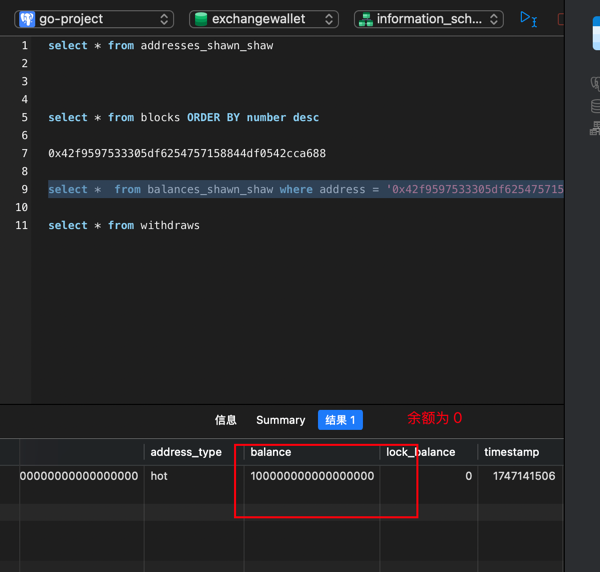 go-project
exchangewallet
information_sch...
1 select * from addresses_shawn_shaw
2
3
4
5 select * from blocks ORDER BY number desc
6
7 0x42f9597533305df6254757158844df0542cca688
8
9 select *  from balances_shawn_shaw where address = '0x42f9597533305df625475715
10
11 select * from withdraws
信息 Summary 结果 1 余额为 0
address_type balance lock_balance timestamp
00000000000000000 hot 100000000000000000 0 1747141506